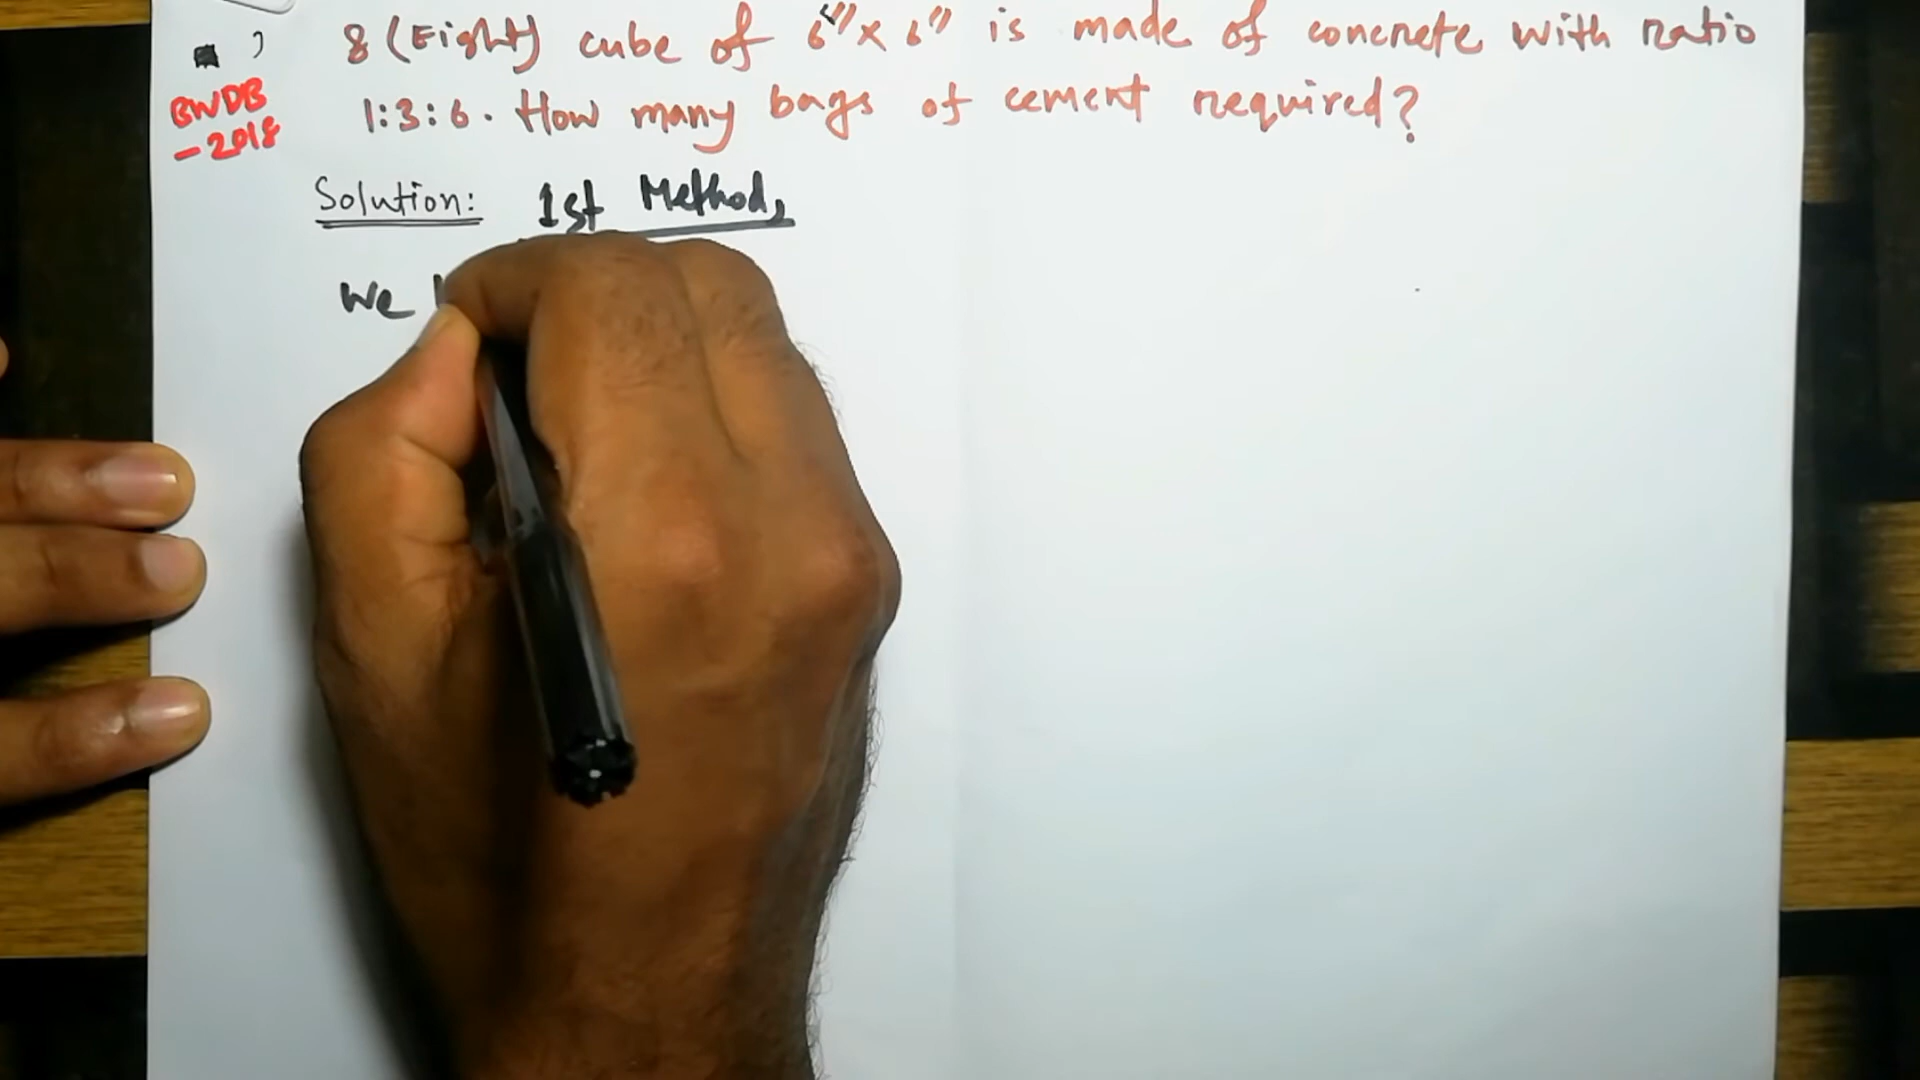 8 (Eight) cube of 6"x 6" is made of concrete with ratio
BWDB
-2018
1:3:6. How many bags of cement required?
Solution: 1st Method,
We